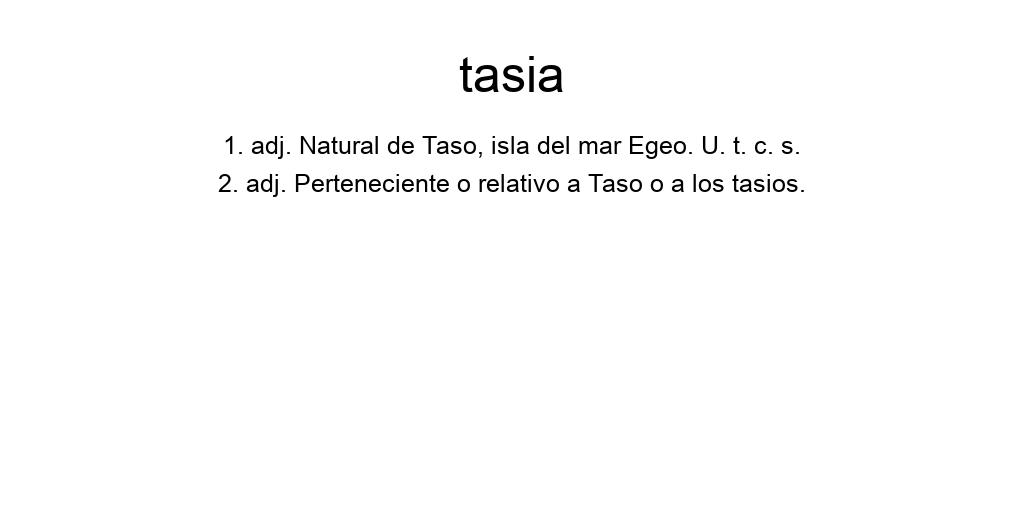 tasia
1. adj. Natural de Taso, isla del mar Egeo. U. t. c. s.
2. adj. Perteneciente o relativo a Taso o a los tasios.